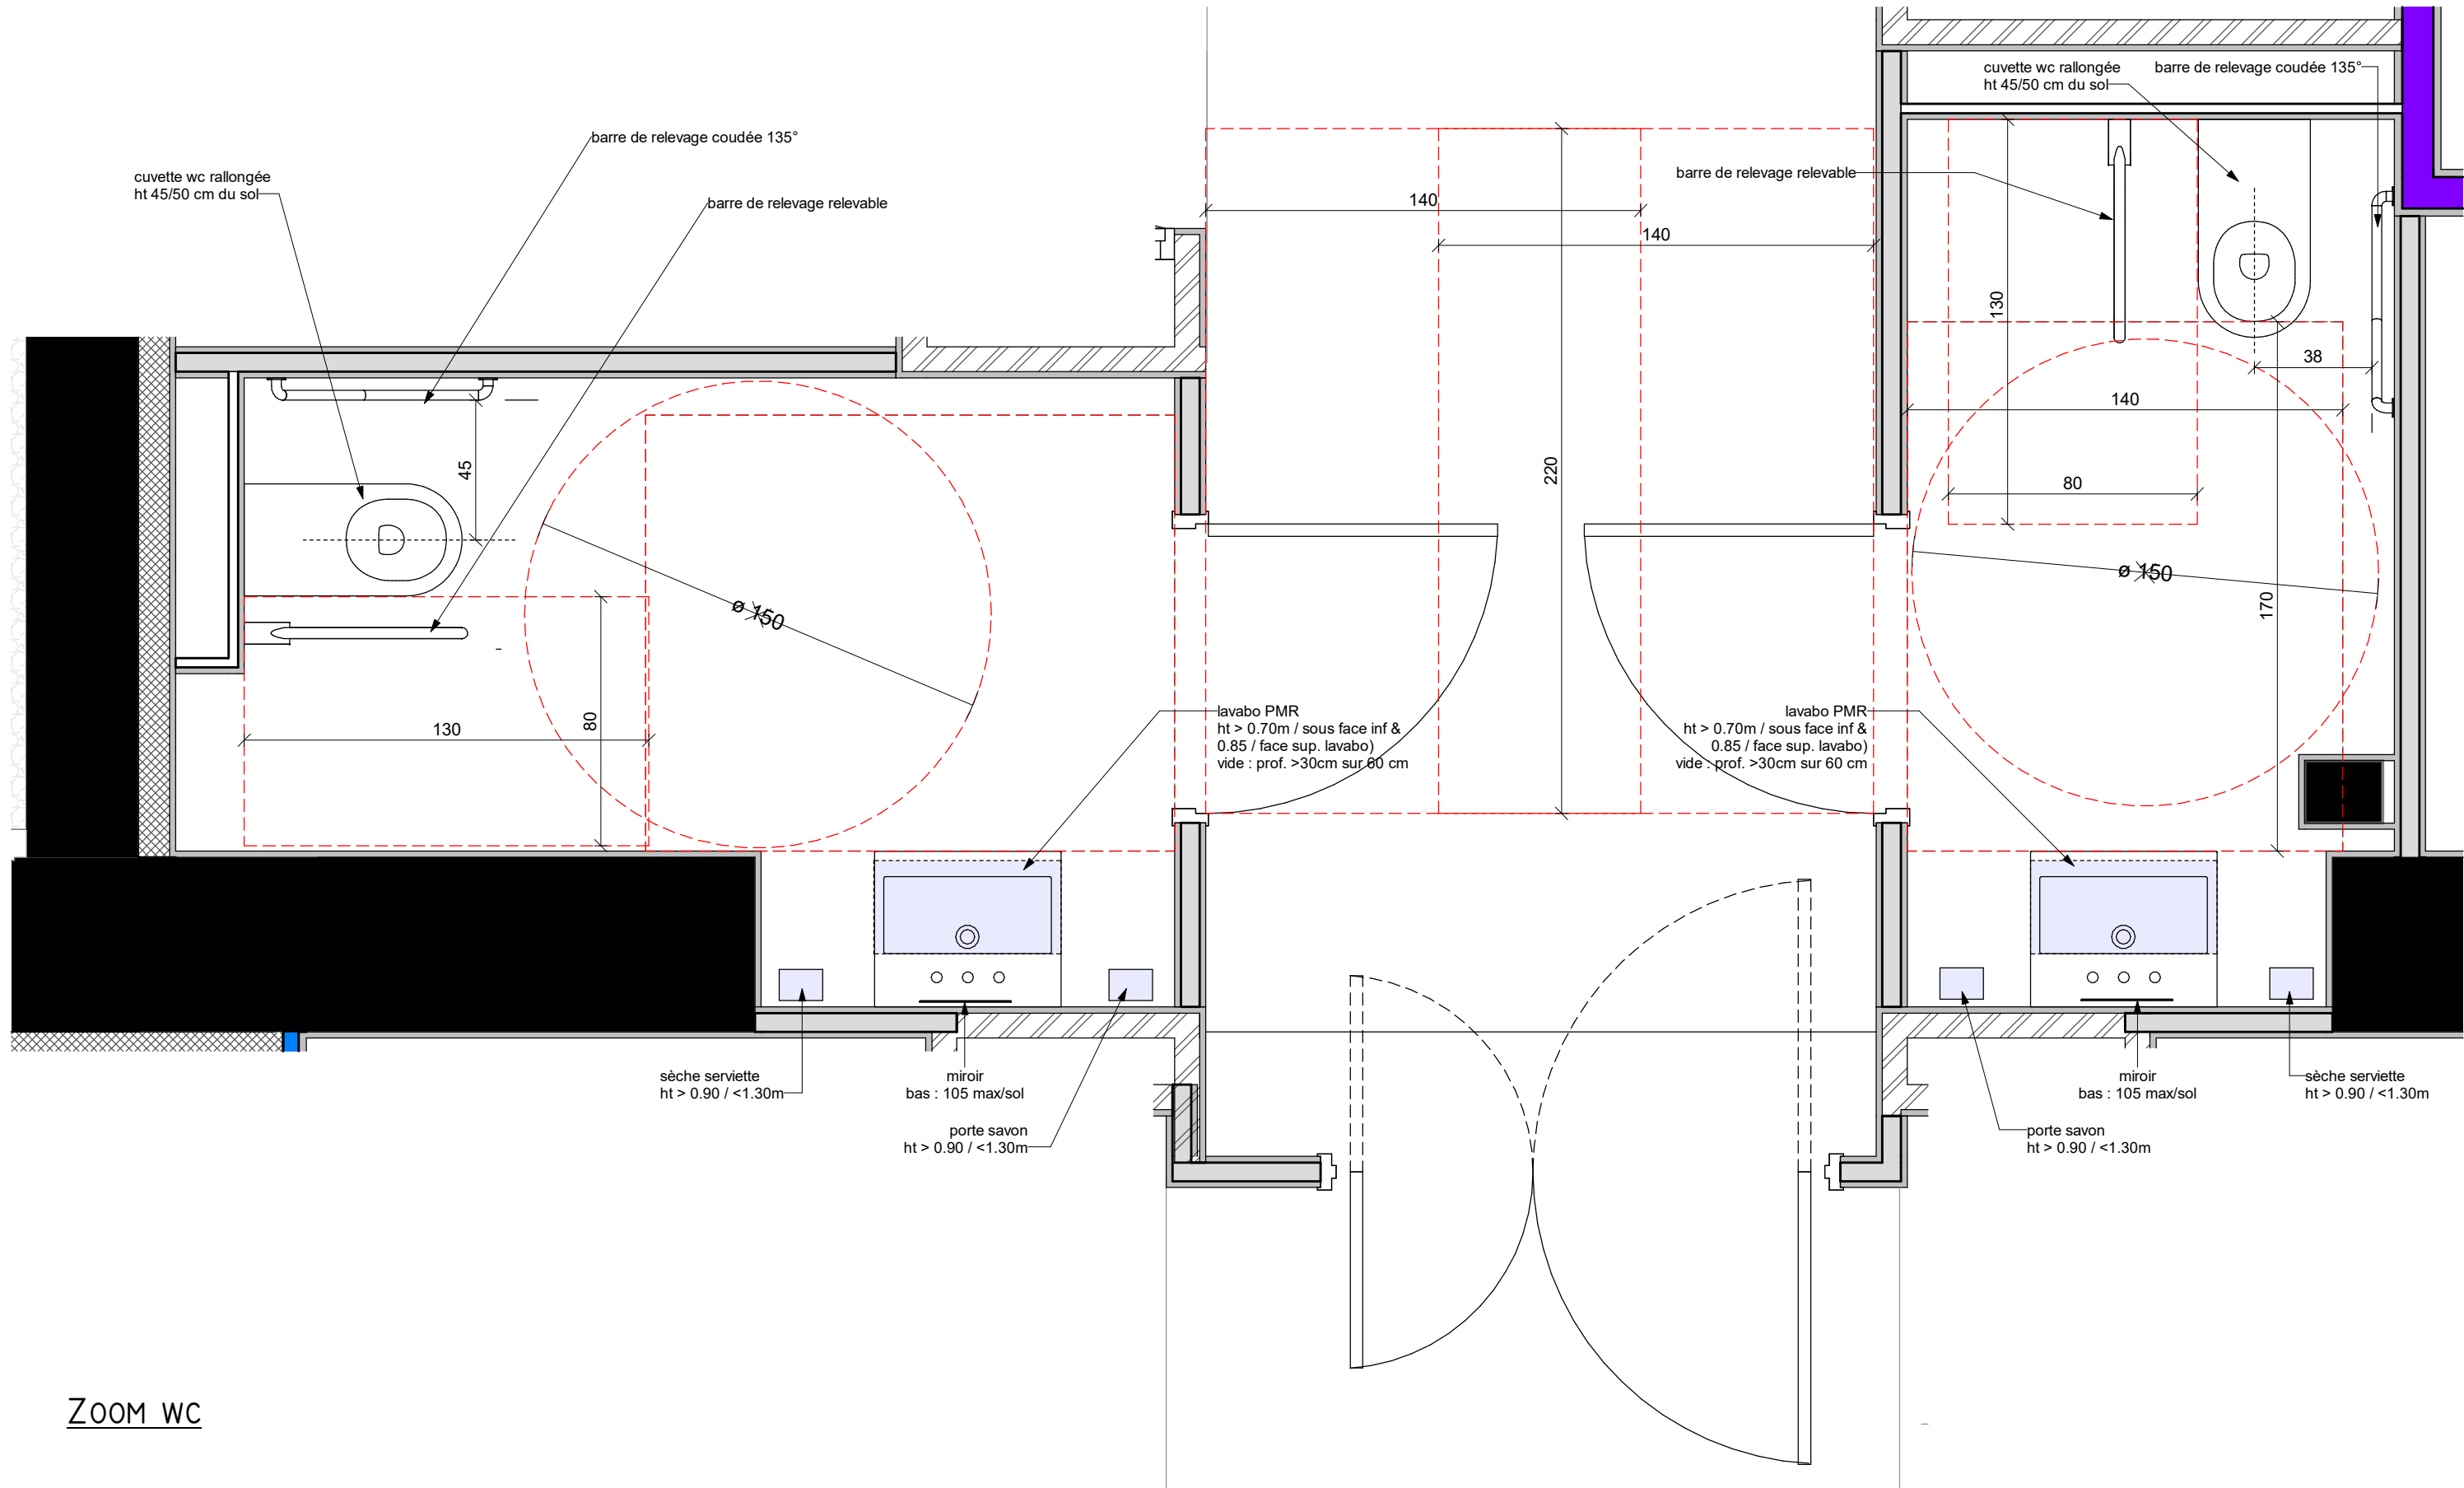 cuvette wc rallongée
ht 45/50 cm du sol
barre de relevage coudée 135°
barre de relevage coudée 135°
cuvette wc rallongée
ht 45/50 cm du sol
barre de relevage relevable
barre de relevage relevable
140
140
130
38
140
45
220
80
ø 150
ø 150
170
130
80
lavabo PMR
ht > 0.70m / sous face inf &
0.85 / face sup. lavabo)
vide : prof. >30cm sur 60 cm
lavabo PMR
ht > 0.70m / sous face inf &
0.85 / face sup. lavabo)
vide : prof. >30cm sur 60 cm
sèche serviette
ht > 0.90 / <1.30m
miroir
bas : 105 max/sol
porte savon
ht > 0.90 / <1.30m
miroir
bas : 105 max/sol
sèche serviette
ht > 0.90 / <1.30m
porte savon
ht > 0.90 / <1.30m
ZOOM WC